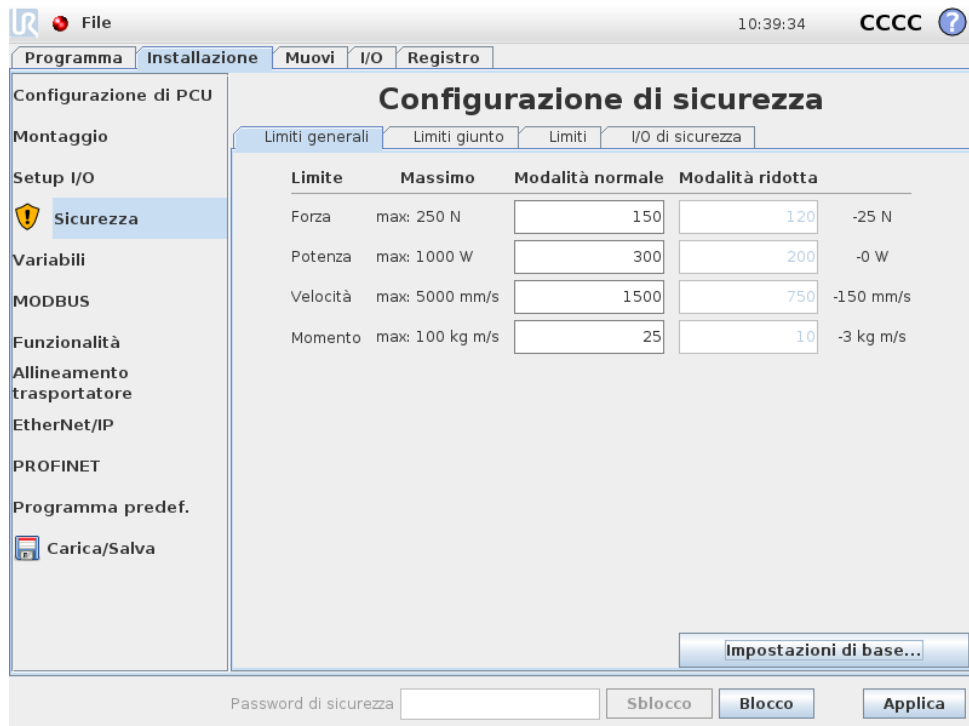 UR File 10:39:34 CCCC ?
Programma Installazione Muovi I/O Registro
Configurazione di PCU
Montaggio
Setup I/O
Sicurezza
Variabili
MODBUS
Funzionalità
Allineamento
trasportatore
EtherNet/IP
PROFINET
Programma predef.
Carica/Salva
Configurazione di sicurezza
Limiti generali Limiti giunto Limiti I/O di sicurezza
Limite Massimo Modalità normale Modalità ridotta
Forza max: 250 N 150 120 -25 N
Potenza max: 1000 W 300 200 -0 W
Velocità max: 5000 mm/s 1500 750 -150 mm/s
Momento max: 100 kg m/s 25 10 -3 kg m/s
Impostazioni di base...
Password di sicurezza Sblocco Blocco Applica